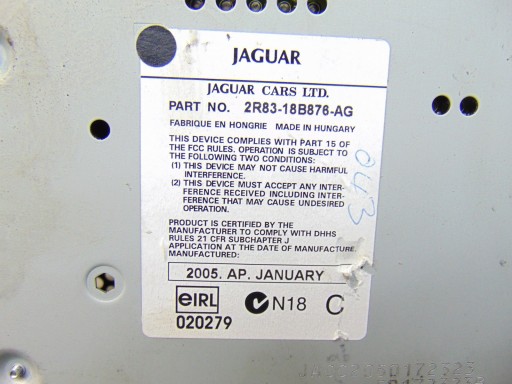 JAGUAR
JAGUAR CARS LTD.
PART NO. 2R83-18B876-AG
FABRIQUE EN HONGRIE MADE IN HUNGARY
THIS DEVICE COMPLIES WITH PART 15 OF
THE FCC RULES. OPERATION IS SUBJECT TO
THE FOLLOWING TWO CONDITIONS:
(1) THIS DEVICE MAY NOT CAUSE HARMFUL
INTERFERENCE.
(2) THIS DEVICE MUST ACCEPT ANY INTER-
FERENCE RECEIVED INCLUDING INTER-
FERENCE THAT MAY CAUSE UNDESIRED
OPERATION.
043
PRODUCT IS CERTIFIED BY THE
MANUFACTURER TO COMPLY WITH DHHS
RULES 21 CFR SUBCHAPTER J
APPLICATION AT THE DATE OF MANUFACTURE.
MANUFACTURED:
2005. AP. JANUARY
eIRL N18 C
020279